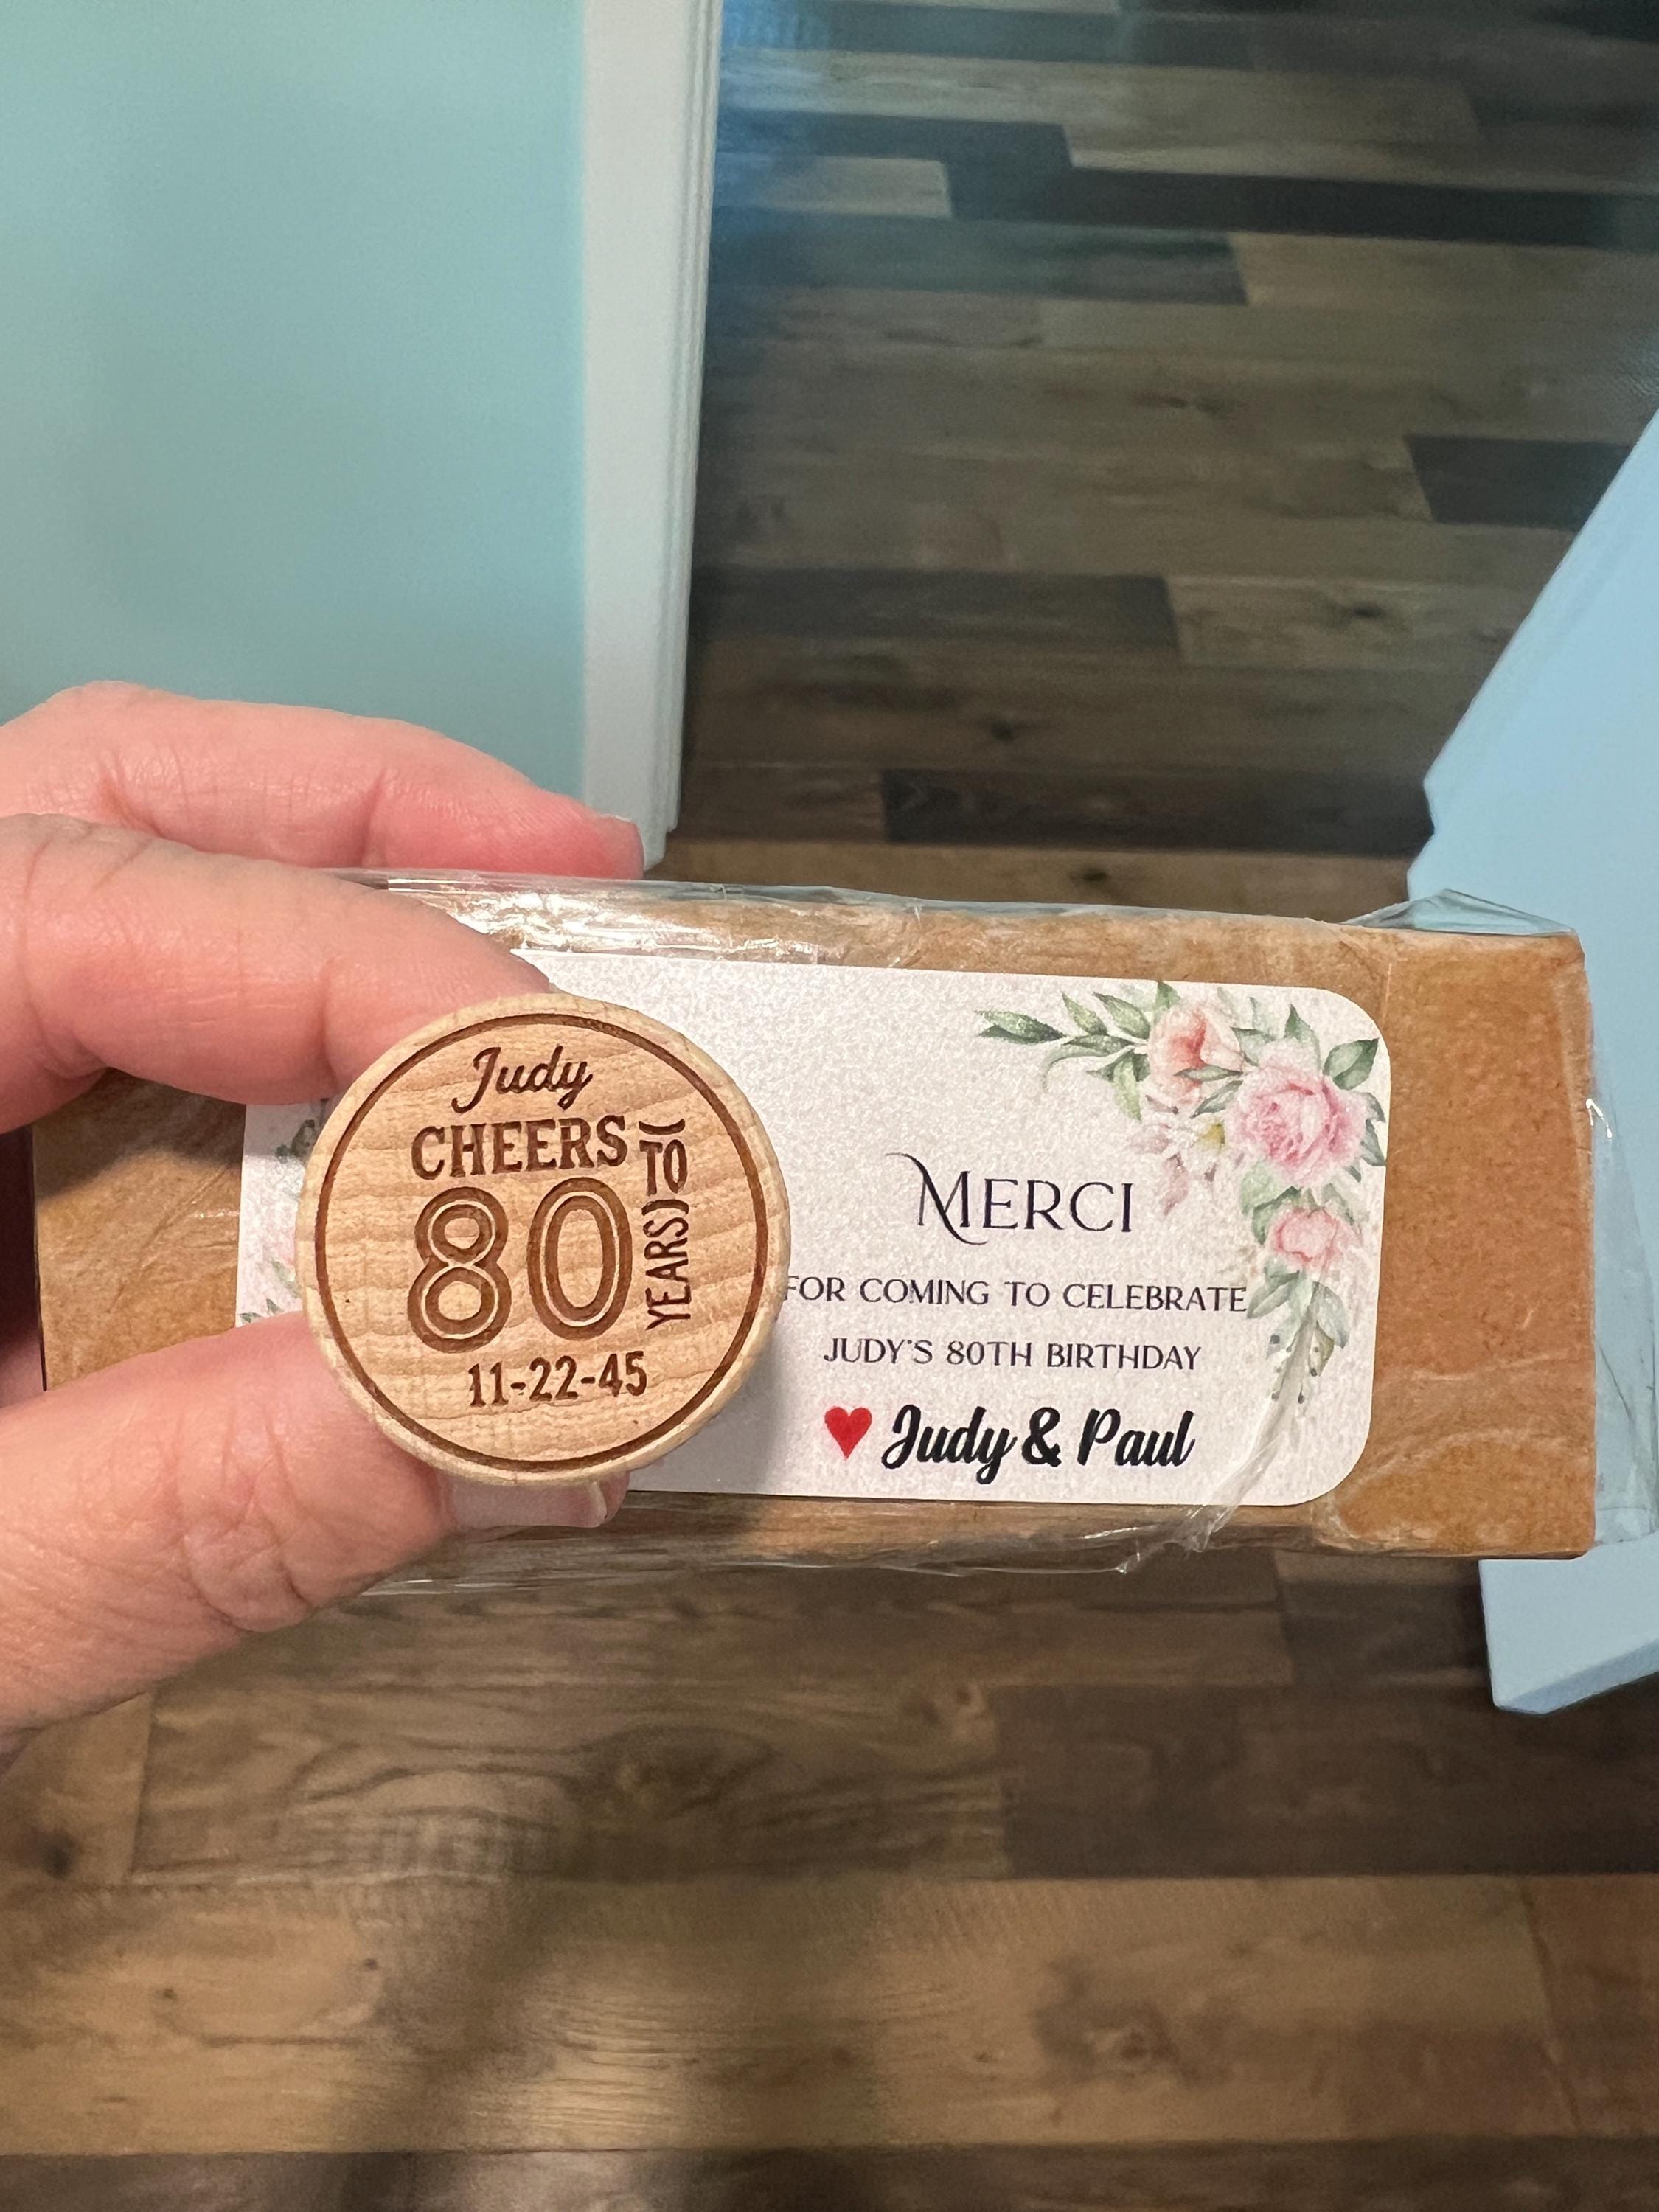 Judy
CHEERS
TO
80
YEARS
11-22-45
MERCI
FOR COMING TO CELEBRATE
JUDY'S 80TH BIRTHDAY
♥ Judy & Paul